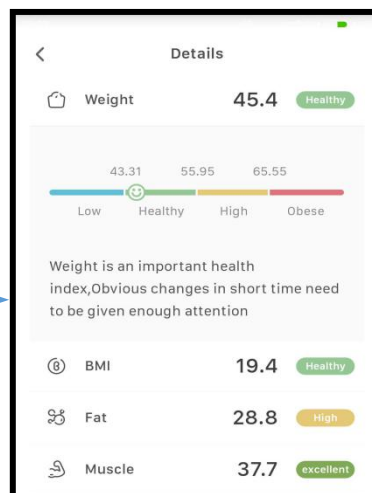 Details
Weight 45.4 Healthy
43.31 55.95 65.55
Low Healthy High Obese
Weight is an important health
index,Obvious changes in short time need
to be given enough attention
BMI 19.4 Healthy
Fat 28.8 High
Muscle 37.7 excellent